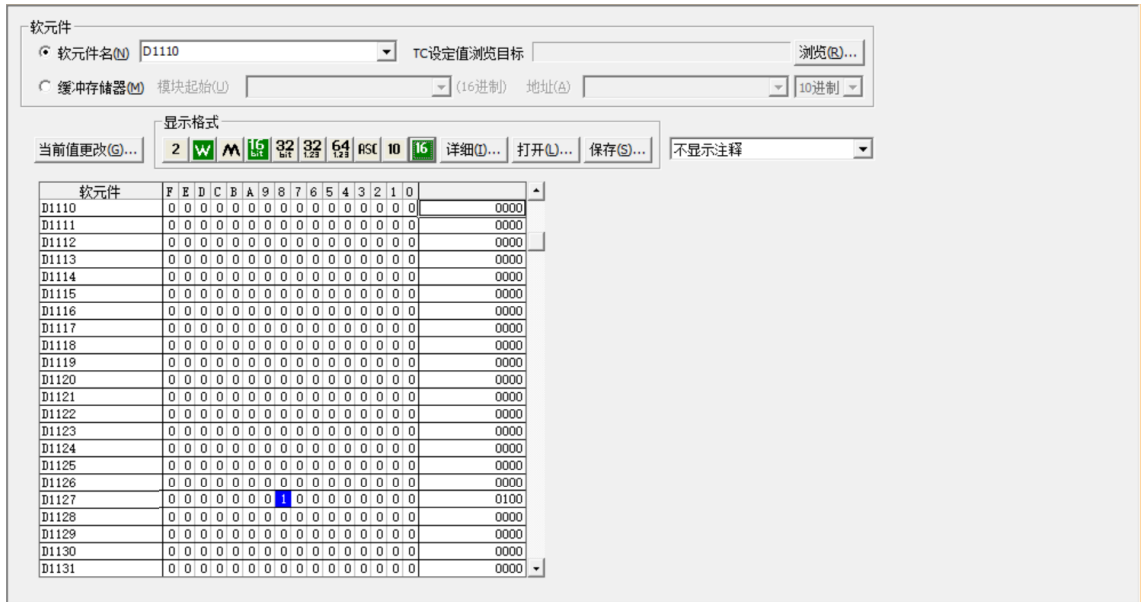 软元件
软元件名(N) D1110 TC设定值浏览目标 浏览(R)...
缓冲存储器(M) 模块起始(U) (16进制) 地址(A) 10进制
显示格式
当前值更改(G)... 2 W M 16 bit 32 bit 32 1.23 64 1.23 ASC 10 16 详细(I)... 打开(L)... 保存(S)... 不显示注释
软元件 F E D C B A 9 8 7 6 5 4 3 2 1 0
D1110 0 0 0 0 0 0 0 0 0 0 0 0 0 0 0 0 0000
D1111 0 0 0 0 0 0 0 0 0 0 0 0 0 0 0 0 0000
D1112 0 0 0 0 0 0 0 0 0 0 0 0 0 0 0 0 0000
D1113 0 0 0 0 0 0 0 0 0 0 0 0 0 0 0 0 0000
D1114 0 0 0 0 0 0 0 0 0 0 0 0 0 0 0 0 0000
D1115 0 0 0 0 0 0 0 0 0 0 0 0 0 0 0 0 0000
D1116 0 0 0 0 0 0 0 0 0 0 0 0 0 0 0 0 0000
D1117 0 0 0 0 0 0 0 0 0 0 0 0 0 0 0 0 0000
D1118 0 0 0 0 0 0 0 0 0 0 0 0 0 0 0 0 0000
D1119 0 0 0 0 0 0 0 0 0 0 0 0 0 0 0 0 0000
D1120 0 0 0 0 0 0 0 0 0 0 0 0 0 0 0 0 0000
D1121 0 0 0 0 0 0 0 0 0 0 0 0 0 0 0 0 0000
D1122 0 0 0 0 0 0 0 0 0 0 0 0 0 0 0 0 0000
D1123 0 0 0 0 0 0 0 0 0 0 0 0 0 0 0 0 0000
D1124 0 0 0 0 0 0 0 0 0 0 0 0 0 0 0 0 0000
D1125 0 0 0 0 0 0 0 0 0 0 0 0 0 0 0 0 0000
D1126 0 0 0 0 0 0 0 0 0 0 0 0 0 0 0 0 0000
D1127 0 0 0 0 0 0 0 1 0 0 0 0 0 0 0 0 0100
D1128 0 0 0 0 0 0 0 0 0 0 0 0 0 0 0 0 0000
D1129 0 0 0 0 0 0 0 0 0 0 0 0 0 0 0 0 0000
D1130 0 0 0 0 0 0 0 0 0 0 0 0 0 0 0 0 0000
D1131 0 0 0 0 0 0 0 0 0 0 0 0 0 0 0 0 0000